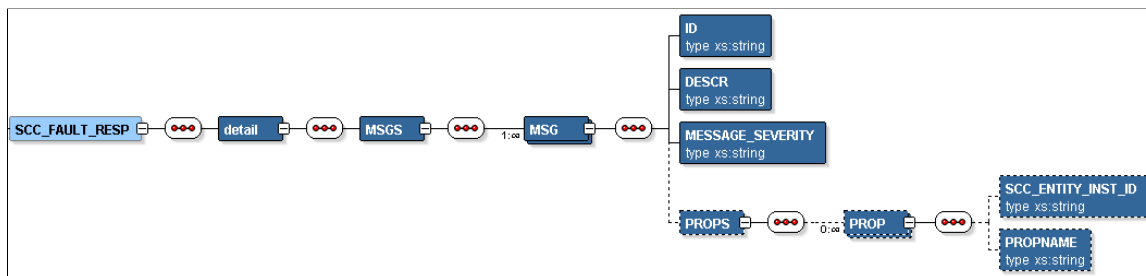 ID
type xs:string
DESCR
type xs:string
SCC_FAULT_RESP
detail
MSGS
1:∞
MSG
MESSAGE_SEVERITY
type xs:string
PROPS
0:∞
PROP
SCC_ENTITY_INST_ID
type xs:string
PROPNAME
type xs:string